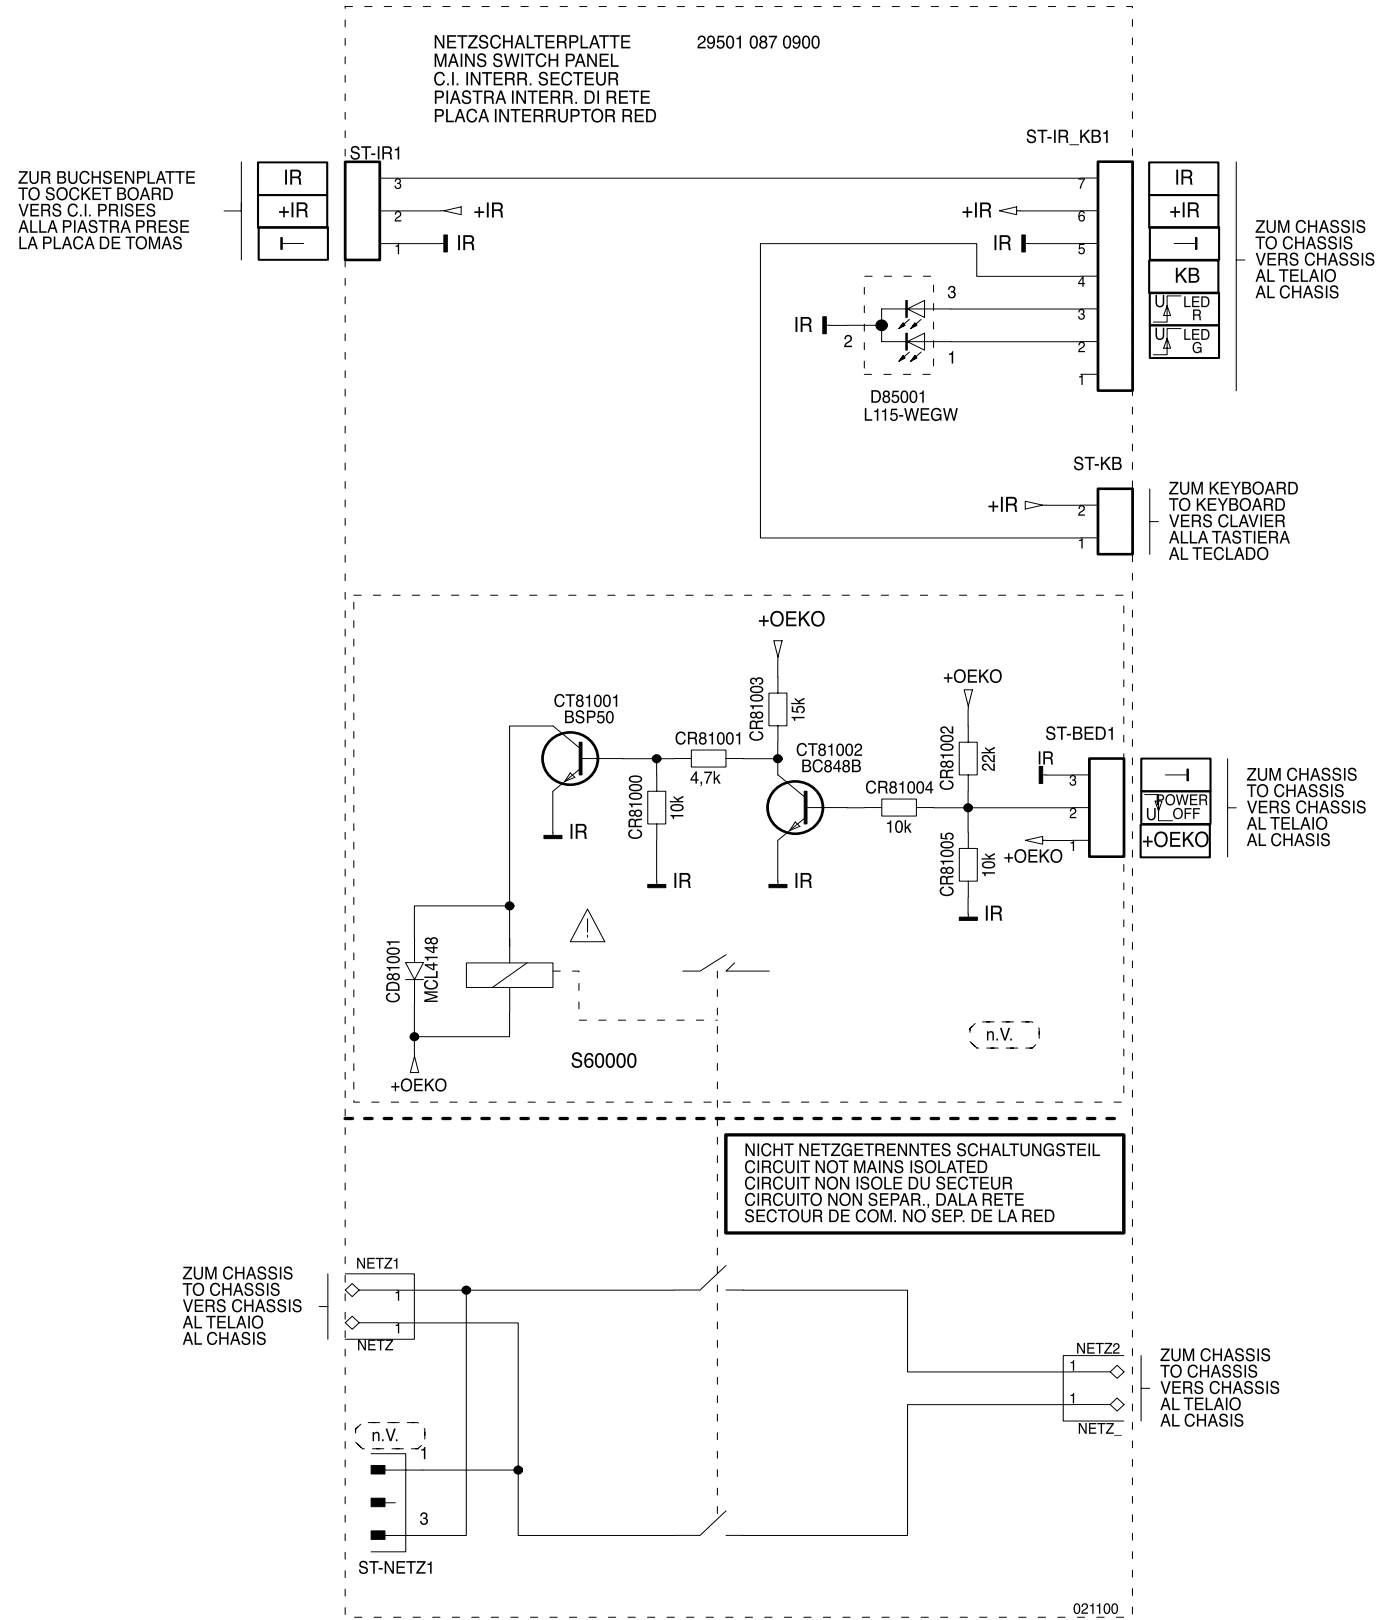 NETZSCHALTERPLATTE 29501 087 0900
MAINS SWITCH PANEL
C.I. INTERR. SECTEUR
PIASTRA INTERR. DI RETE
PLACA INTERRUPTOR RED
ST-IR1
ZUR BUCHSENPLATTE
TO SOCKET BOARD
VERS C.I. PRISES
ALLA PIASTRA PRESE
LA PLACA DE TOMAS
IR
+IR
3
2
1
+IR
IR
ST-IR_KB1
7
6
5
4
3
2
1
+IR
IR
IR
+IR
KB
U LED
R
U LED
G
ZUM CHASSIS
TO CHASSIS
VERS CHASSIS
AL TELAIO
AL CHASIS
IR
2
3
1
D85001
L115-WEGW
ST-KB
+IR
2
1
ZUM KEYBOARD
TO KEYBOARD
VERS CLAVIER
ALLA TASTIERA
AL TECLADO
+OEKO
+OEKO
CT81001
BSP50
CR81001
4,7k
CR81003
15k
CT81002
BC848B
CR81002
22k
CR81004
10k
CR81000
10k
CR81005
10k
IR
IR
IR
IR
ST-BED1
IR
3
2
1
+OEKO
POWER
U OFF
+OEKO
ZUM CHASSIS
TO CHASSIS
VERS CHASSIS
AL TELAIO
AL CHASIS
CD81001
MCL4148
!
+OEKO
S60000
n.V.
NICHT NETZGETRENNTES SCHALTUNGSTEIL
CIRCUIT NOT MAINS ISOLATED
CIRCUIT NON ISOLE DU SECTEUR
CIRCUITO NON SEPAR., DALA RETE
SECTOUR DE COM. NO SEP. DE LA RED
ZUM CHASSIS
TO CHASSIS
VERS CHASSIS
AL TELAIO
AL CHASIS
NETZ1
1
1
NETZ
NETZ2
1
1
NETZ_
ZUM CHASSIS
TO CHASSIS
VERS CHASSIS
AL TELAIO
AL CHASIS
n.V.
1
3
ST-NETZ1
021100